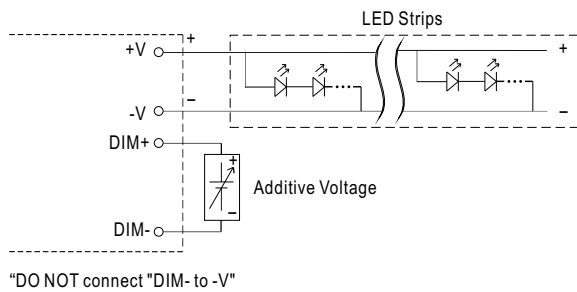 LED Strips
+V
+
+
-V
−
−
DIM+
+
Additive Voltage
−
DIM-
“DO NOT connect "DIM- to -V"